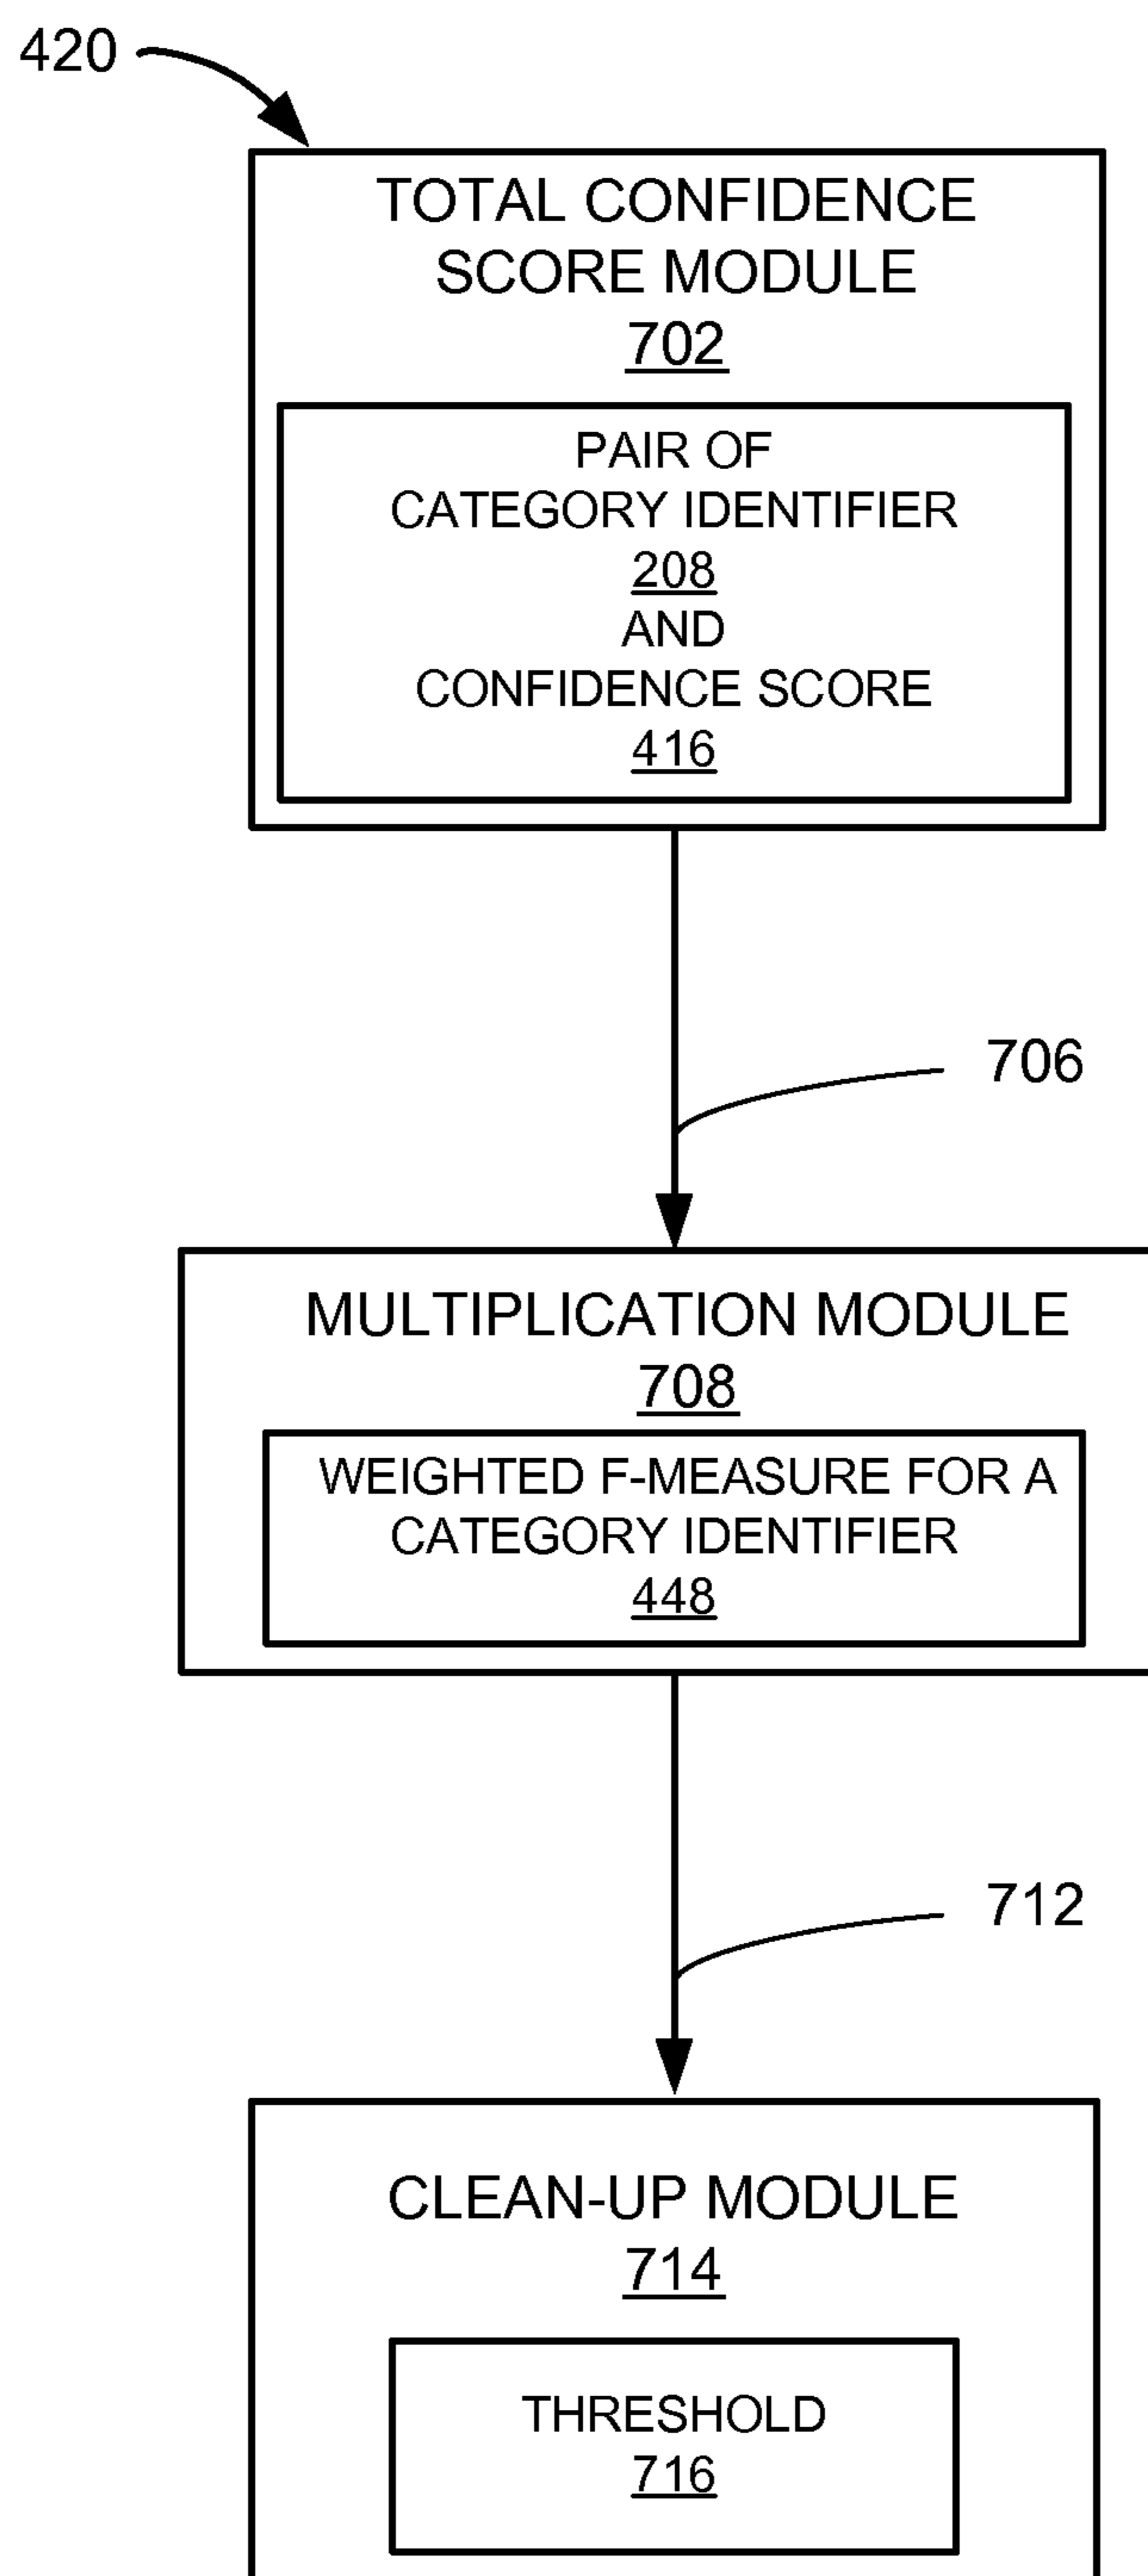 420
TOTAL CONFIDENCE
SCORE MODULE
702
PAIR OF
CATEGORY IDENTIFIER
208
AND
CONFIDENCE SCORE
416
706
MULTIPLICATION MODULE
708
WEIGHTED F-MEASURE FOR A
CATEGORY IDENTIFIER
448
712
CLEAN-UP MODULE
714
THRESHOLD
716